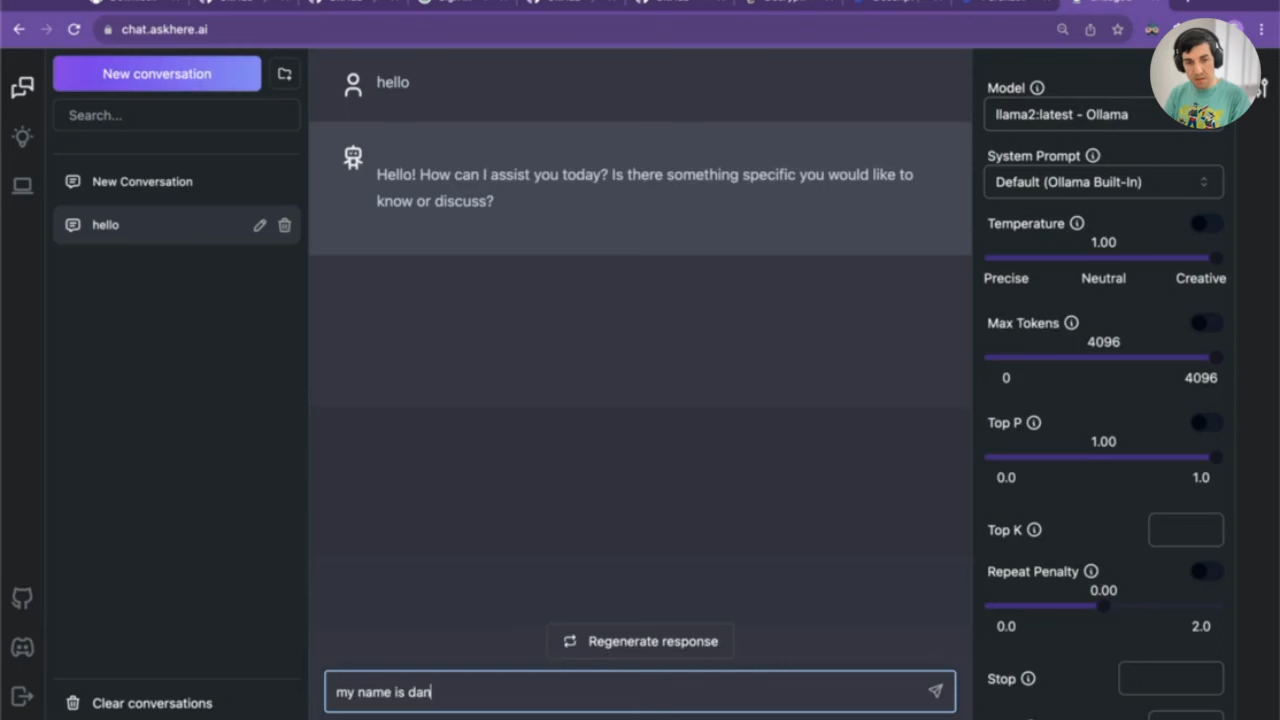 chat.askhere.ai
New conversation
Search...
New Conversation
hello
Clear conversations
hello
Hello! How can I assist you today? Is there something specific you would like to
know or discuss?
Regenerate response
my name is dan
Model
llama2:latest - Ollama
System Prompt
Default (Ollama Built-In)
Temperature
1.00
Precise Neutral Creative
Max Tokens
4096
0 4096
Top P
1.00
0.0 1.0
Top K
Repeat Penalty
0.00
0.0 2.0
Stop